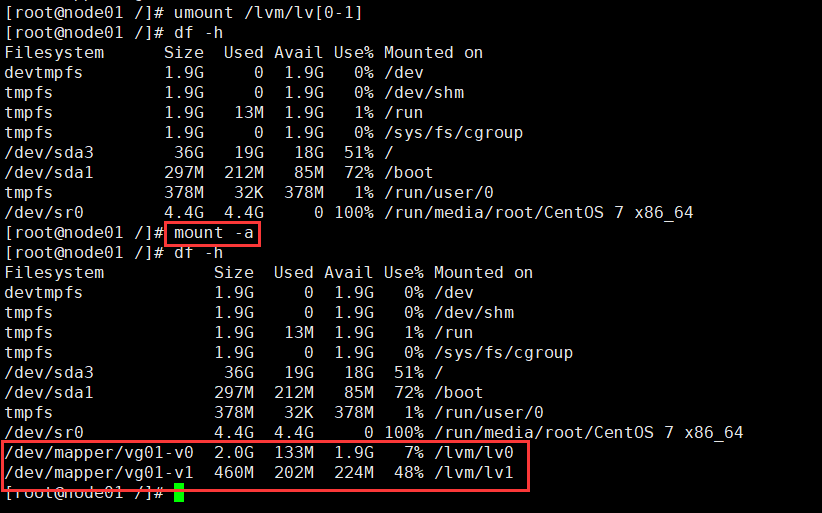 [root@node01 /]# umount /lvm/lv[0-1]
[root@node01 /]# df -h
Filesystem      Size  Used Avail Use% Mounted on
devtmpfs        1.9G     0  1.9G   0% /dev
tmpfs           1.9G     0  1.9G   0% /dev/shm
tmpfs           1.9G   13M  1.9G   1% /run
tmpfs           1.9G     0  1.9G   0% /sys/fs/cgroup
/dev/sda3        36G   19G   18G  51% /
/dev/sda1       297M  212M   85M  72% /boot
tmpfs           378M   32K  378M   1% /run/user/0
/dev/sr0        4.4G  4.4G     0 100% /run/media/root/CentOS 7 x86_64
[root@node01 /]# mount -a
[root@node01 /]# df -h
Filesystem           Size  Used Avail Use% Mounted on
devtmpfs             1.9G     0  1.9G   0% /dev
tmpfs                1.9G     0  1.9G   0% /dev/shm
tmpfs                1.9G   13M  1.9G   1% /run
tmpfs                1.9G     0  1.9G   0% /sys/fs/cgroup
/dev/sda3             36G   19G   18G  51% /
/dev/sda1            297M  212M   85M  72% /boot
tmpfs                378M   32K  378M   1% /run/user/0
/dev/sr0             4.4G  4.4G     0 100% /run/media/root/CentOS 7 x86_64
/dev/mapper/vg01-v0  2.0G  133M  1.9G   7% /lvm/lv0
/dev/mapper/vg01-v1  460M  202M  224M  48% /lvm/lv1
[root@node01 /]#